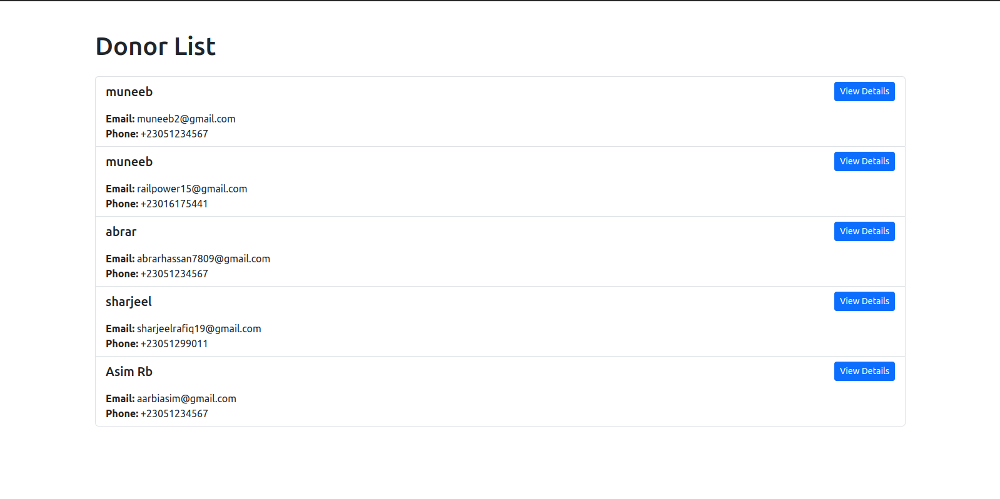 Donor List
muneeb
View Details
Email: muneeb2@gmail.com
Phone: +23051234567
muneeb
View Details
Email: railpower15@gmail.com
Phone: +23016175441
abrar
View Details
Email: abrarhassan7809@gmail.com
Phone: +23051234567
sharjeel
View Details
Email: sharjeelrafiq19@gmail.com
Phone: +23051299011
Asim Rb
View Details
Email: aarbiasim@gmail.com
Phone: +23051234567